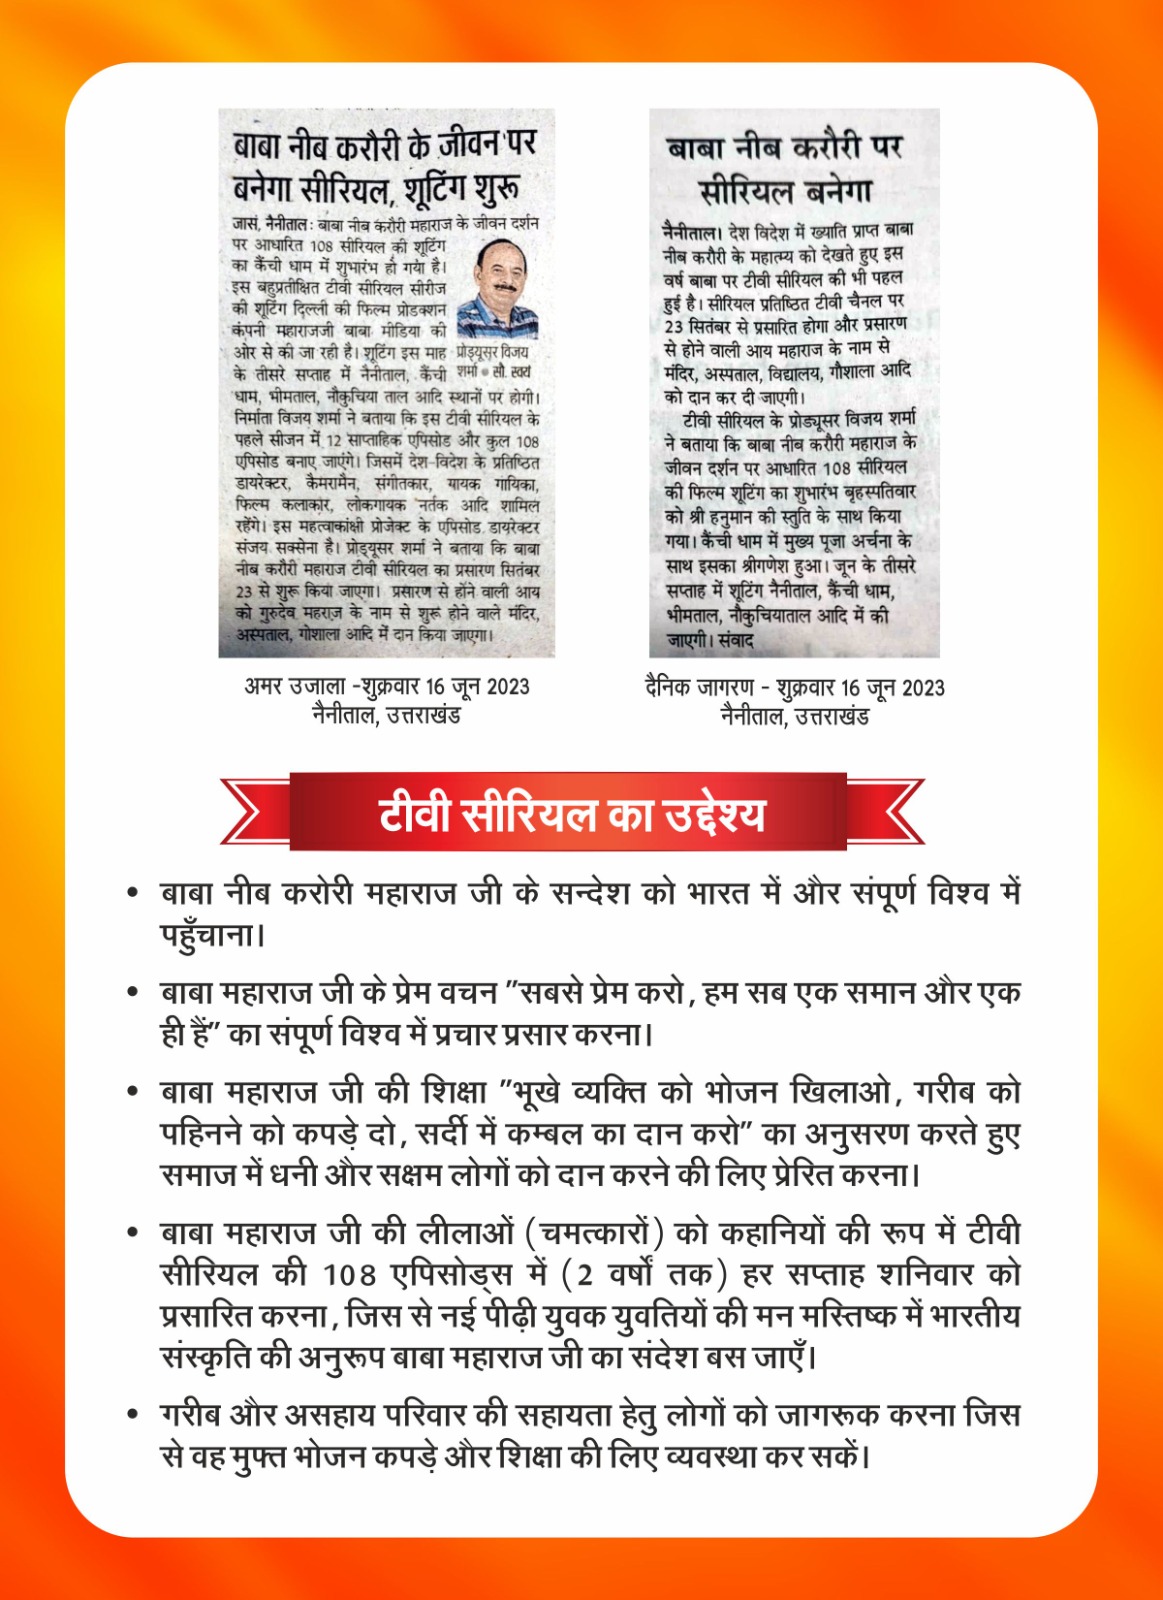 बाबा नीब करौरी के जीवन पर
बनेगा सीरियल, शूटिंग शुरू
जासं, नैनीताल: बाबा नीब करौरी महाराज के जीवन दर्शन
पर आधारित 108 सीरियल की शूटिंग
का कैंची धाम में शुभारंभ हो गया है।
इस बहुप्रतीक्षित टीवी सीरियल सीरीज
की शूटिंग दिल्ली की फिल्म प्रोडक्शन
कंपनी महाराजजी बाबा मीडिया की
ओर से की जा रही है। शूटिंग इस माह
के तीसरे सप्ताह में नैनीताल, कैंची
प्रोड्यूसर विजय
शर्मा • सौ. स्वयं
धाम, भीमताल, नौकुचिया ताल आदि स्थानों पर होगी।
निर्माता विजय शर्मा ने बताया कि इस टीवी सीरियल के
पहले सीजन में 12 साप्ताहिक एपिसोड और कुल 108
एपिसोड बनाए जाएंगे। जिसमें देश-विदेश के प्रतिष्ठित
डायरेक्टर, कैमरामैन, संगीतकार, गायक गायिका,
फिल्म कलाकार, लोकगायक नर्तक आदि शामिल
रहेंगे। इस महत्वाकांक्षी प्रोजेक्ट के एपिसोड डायरेक्टर
संजय सक्सेना है। प्रोड्यूसर शर्मा ने बताया कि बाबा
नीब करौरी महाराज टीवी सीरियल का प्रसारण सितंबर
23 से शुरू किया जाएगा। प्रसारण से होने वाली आय
को गुरुदेव महराज के नाम से शुरू होने वाले मंदिर,
अस्पताल, गोशाला आदि में दान किया जाएगा।
अमर उजाला -शुक्रवार 16 जून 2023
नैनीताल, उत्तराखंड
बाबा नीब करौरी पर
सीरियल बनेगा
नैनीताल। देश विदेश में ख्याति प्राप्त बाबा
नीब करौरी के महात्म्य को देखते हुए इस
वर्ष बाबा पर टीवी सीरियल की भी पहल
हुई है। सीरियल प्रतिष्ठित टीवी चैनल पर
23 सितंबर से प्रसारित होगा और प्रसारण
से होने वाली आय महाराज के नाम से
मंदिर, अस्पताल, विद्यालय, गौशाला आदि
को दान कर दी जाएगी।
टीवी सीरियल के प्रोड्यूसर विजय शर्मा
ने बताया कि बाबा नीब करौरी महाराज के
जीवन दर्शन पर आधारित 108 सीरियल
की फिल्म शूटिंग का शुभारंभ बृहस्पतिवार
को श्री हनुमान की स्तुति के साथ किया
गया। कैंची धाम में मुख्य पूजा अर्चना के
साथ इसका श्रीगणेश हुआ। जून के तीसरे
सप्ताह में शूटिंग नैनीताल, कैंची धाम,
भीमताल, नौकुचियाताल आदि में की
जाएगी। संवाद
दैनिक जागरण - शुक्रवार 16 जून 2023
नैनीताल, उत्तराखंड
टीवी सीरियल का उद्देश्य
• बाबा नीब करोरी महाराज जी के सन्देश को भारत में और संपूर्ण विश्व में
पहुँचाना।
• बाबा महाराज जी के प्रेम वचन "सबसे प्रेम करो, हम सब एक समान और एक
ही हैं" का संपूर्ण विश्व में प्रचार प्रसार करना।
• बाबा महाराज जी की शिक्षा "भूखे व्यक्ति को भोजन खिलाओ, गरीब को
पहिनने को कपड़े दो, सर्दी में कम्बल का दान करो" का अनुसरण करते हुए
समाज में धनी और सक्षम लोगों को दान करने की लिए प्रेरित करना।
• बाबा महाराज जी की लीलाओं (चमत्कारों) को कहानियों की रूप में टीवी
सीरियल की 108 एपिसोड्स में (2 वर्षों तक) हर सप्ताह शनिवार को
प्रसारित करना, जिस से नई पीढ़ी युवक युवतियों की मन मस्तिष्क में भारतीय
संस्कृति की अनुरूप बाबा महाराज जी का संदेश बस जाएँ।
• गरीब और असहाय परिवार की सहायता हेतु लोगों को जागरूक करना जिस
से वह मुफ्त भोजन कपड़े और शिक्षा की लिए व्यवस्था कर सकें।